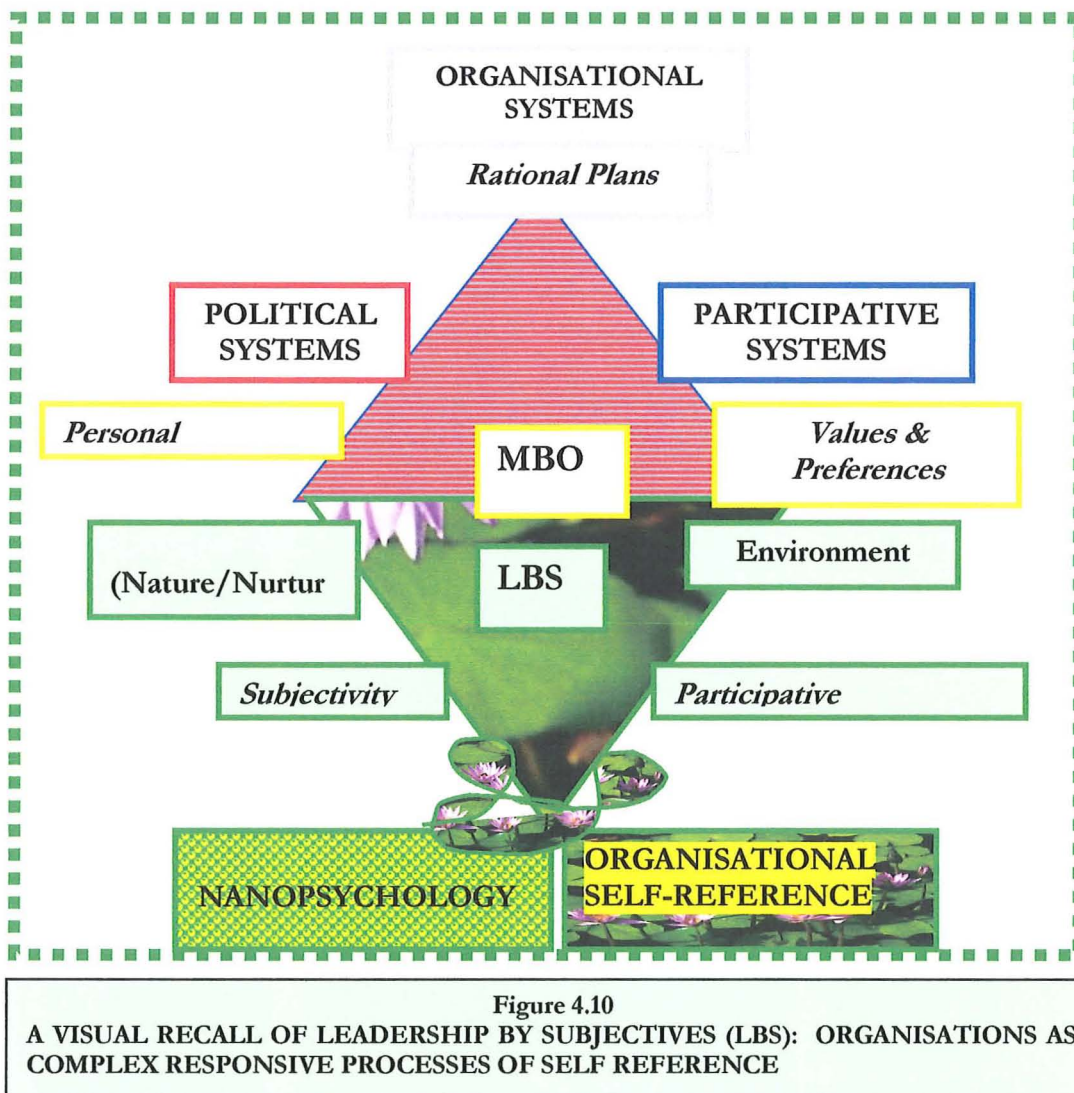 ORGANISATIONAL
SYSTEMS
Rational Plans
POLITICAL
SYSTEMS
PARTICIPATIVE
SYSTEMS
Personal
MBO
Values &
Preferences
(Nature/Nurtur
LBS
Environment
Subjectivity
Participative
NANOPSYCHOLOGY
ORGANISATIONAL
SELF-REFERENCE
Figure 4.10
A VISUAL RECALL OF LEADERSHIP BY SUBJECTIVES (LBS): ORGANISATIONS AS
COMPLEX RESPONSIVE PROCESSES OF SELF REFERENCE